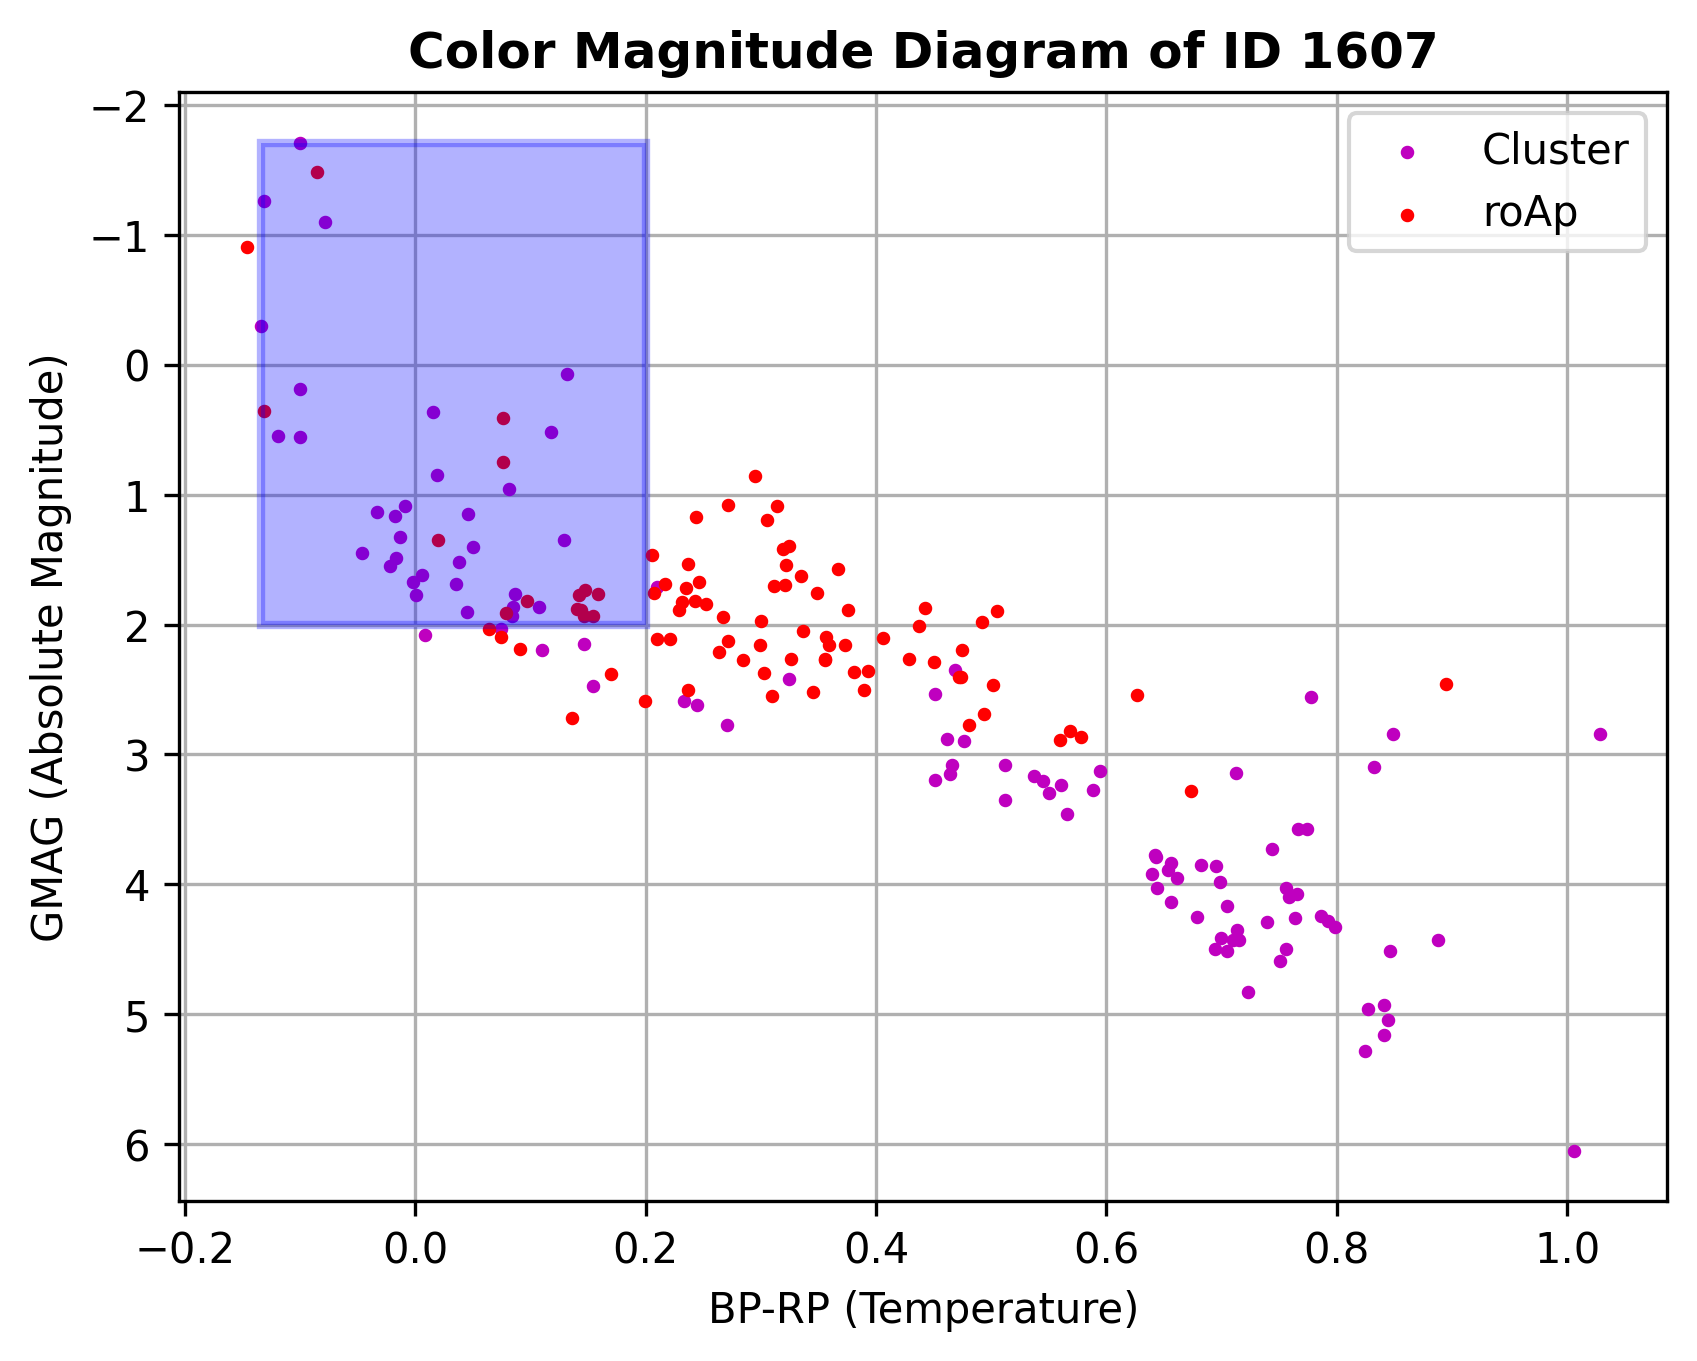 Color Magnitude Diagram of ID 1607
Cluster
roAp
GMAG (Absolute Magnitude)
−2
−1
0
1
2
3
4
5
6
−0.2 0.0 0.2 0.4 0.6 0.8 1.0
BP-RP (Temperature)